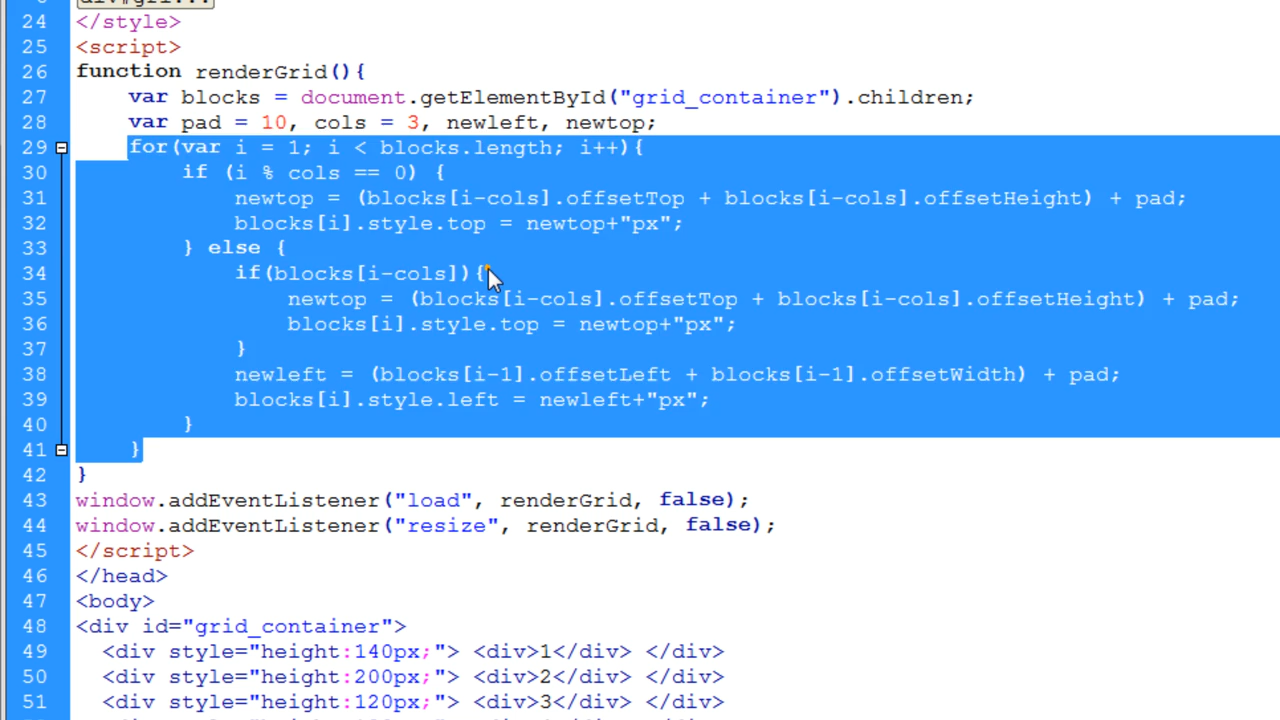 div#gri...
24 </style>
25 <script>
26 function renderGrid(){
27 var blocks = document.getElementById("grid_container").children;
28 var pad = 10, cols = 3, newleft, newtop;
29 for(var i = 1; i < blocks.length; i++){
30 if (i % cols == 0) {
31 newtop = (blocks[i-cols].offsetTop + blocks[i-cols].offsetHeight) + pad;
32 blocks[i].style.top = newtop+"px";
33 } else {
34 if(blocks[i-cols]){
35 newtop = (blocks[i-cols].offsetTop + blocks[i-cols].offsetHeight) + pad;
36 blocks[i].style.top = newtop+"px";
37 }
38 newleft = (blocks[i-1].offsetLeft + blocks[i-1].offsetWidth) + pad;
39 blocks[i].style.left = newleft+"px";
40 }
41 }
42 }
43 window.addEventListener("load", renderGrid, false);
44 window.addEventListener("resize", renderGrid, false);
45 </script>
46 </head>
47 <body>
48 <div id="grid_container">
49 <div style="height:140px;"> <div>1</div> </div>
50 <div style="height:200px;"> <div>2</div> </div>
51 <div style="height:120px;"> <div>3</div> </div>